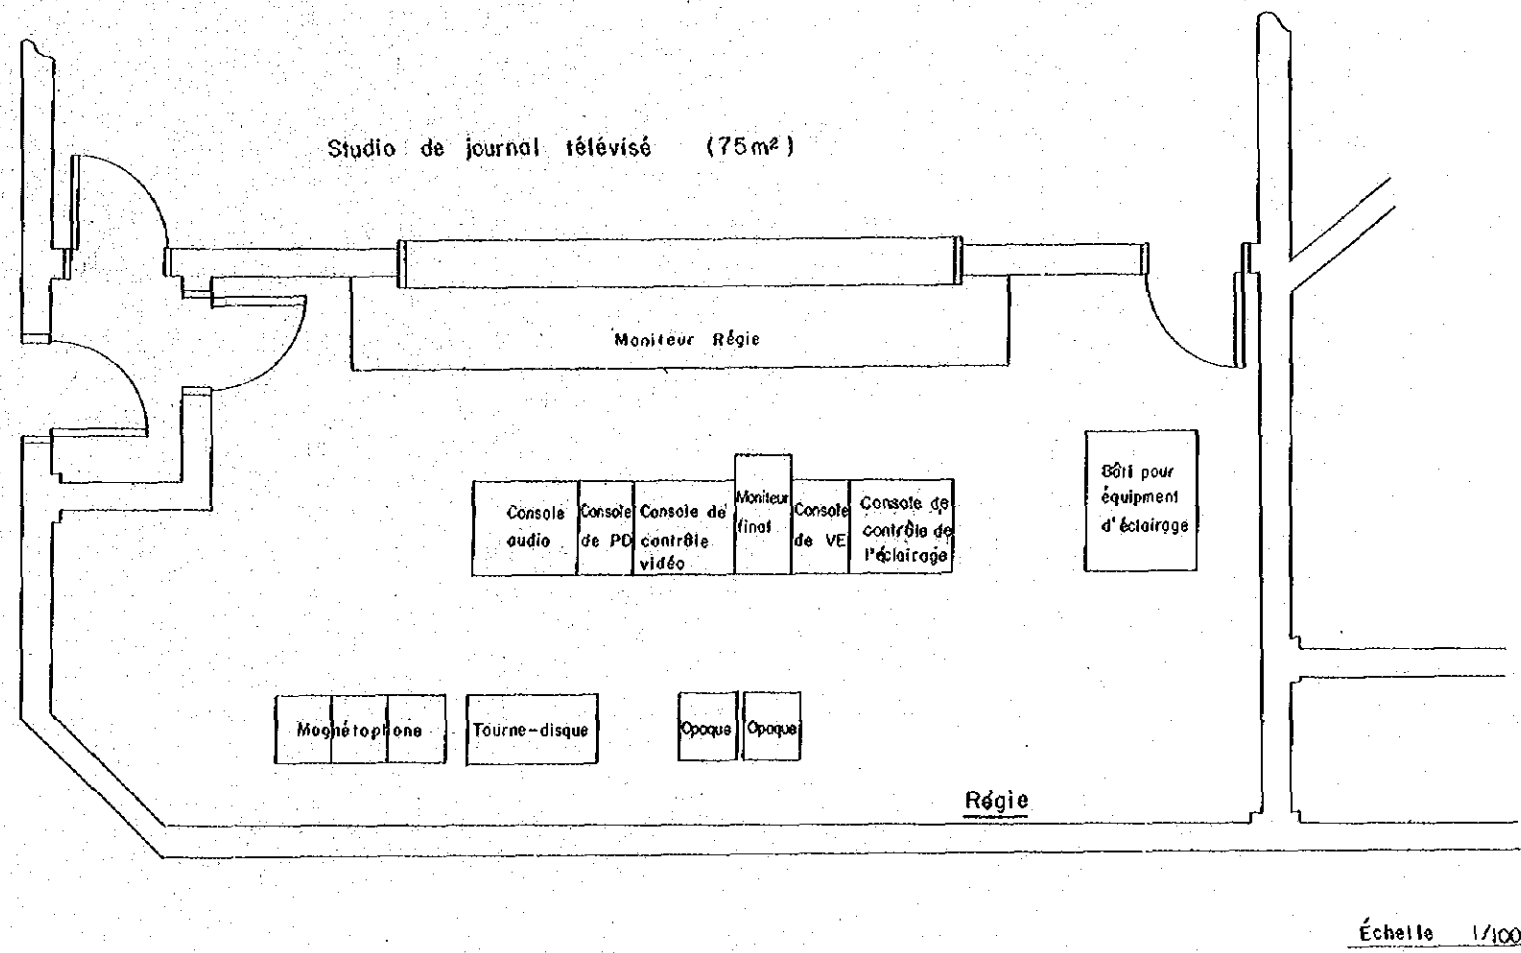 Studio de journal télévisé (75m²)
Moniteur Régie
Console
audio
Console
de PD
Console de
contrôle
vidéo
Moniteur
final
Console
de VE
Console de
contrôle de
l'éclairage
Bâti pour
équipment
d'éclairage
Magnétophone
Tourne-disque
Opaque
Opaque
Régie
Échelle 1/100